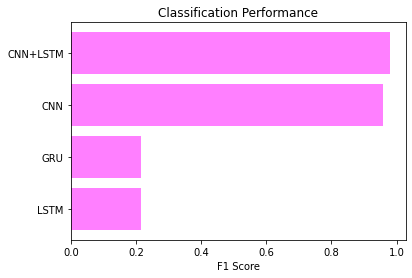 Classification Performance
CNN+LSTM
CNN
GRU
LSTM
0.0 0.2 0.4 0.6 0.8 1.0
F1 Score